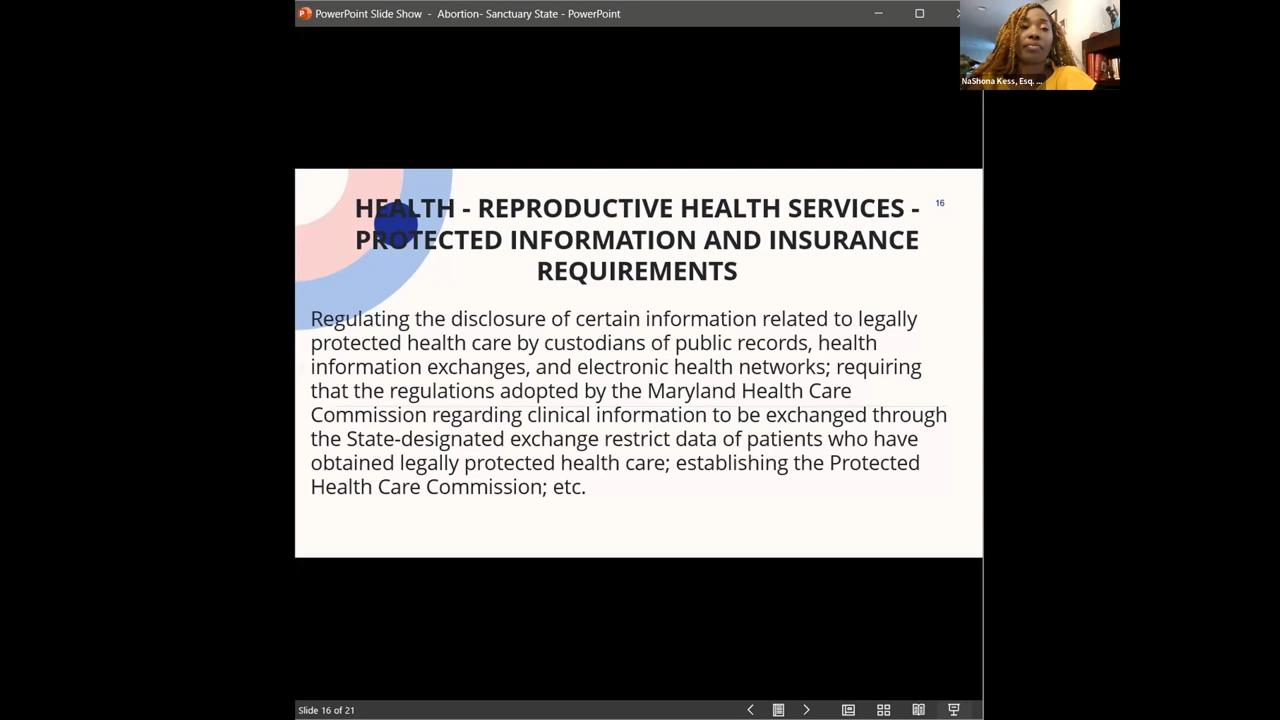 PowerPoint Slide Show - Abortion- Sanctuary State - PowerPoint
NaShona Kess, Esq. ...
HEALTH - REPRODUCTIVE HEALTH SERVICES -
16
PROTECTED INFORMATION AND INSURANCE
REQUIREMENTS
Regulating the disclosure of certain information related to legally
protected health care by custodians of public records, health
information exchanges, and electronic health networks; requiring
that the regulations adopted by the Maryland Health Care
Commission regarding clinical information to be exchanged through
the State-designated exchange restrict data of patients who have
obtained legally protected health care; establishing the Protected
Health Care Commission; etc.
Slide 16 of 21